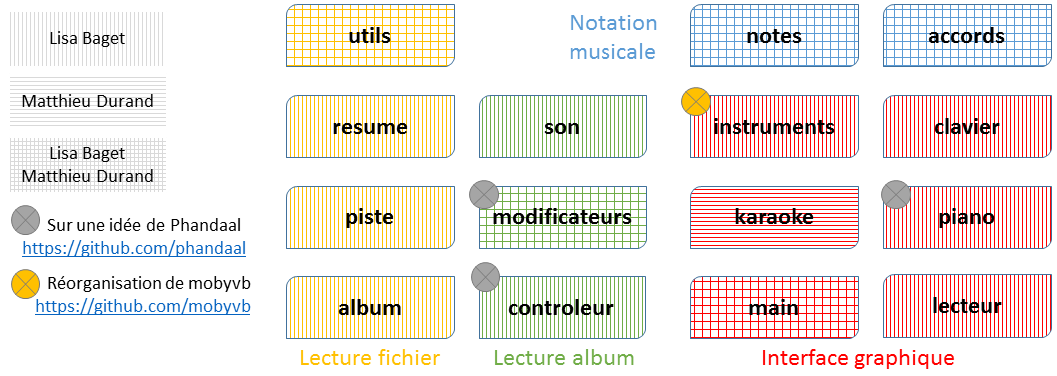 Lisa Baget
Matthieu Durand
Lisa Baget
Matthieu Durand
Sur une idée de Phandaal
https://github.com/phandaal
Réorganisation de mobyvb
https://github.com/mobyvb
utils
Notation
musicale
notes
accords
resume
son
instruments
clavier
piste
modificateurs
karaoke
piano
album
controleur
main
lecteur
Lecture fichier
Lecture album
Interface graphique